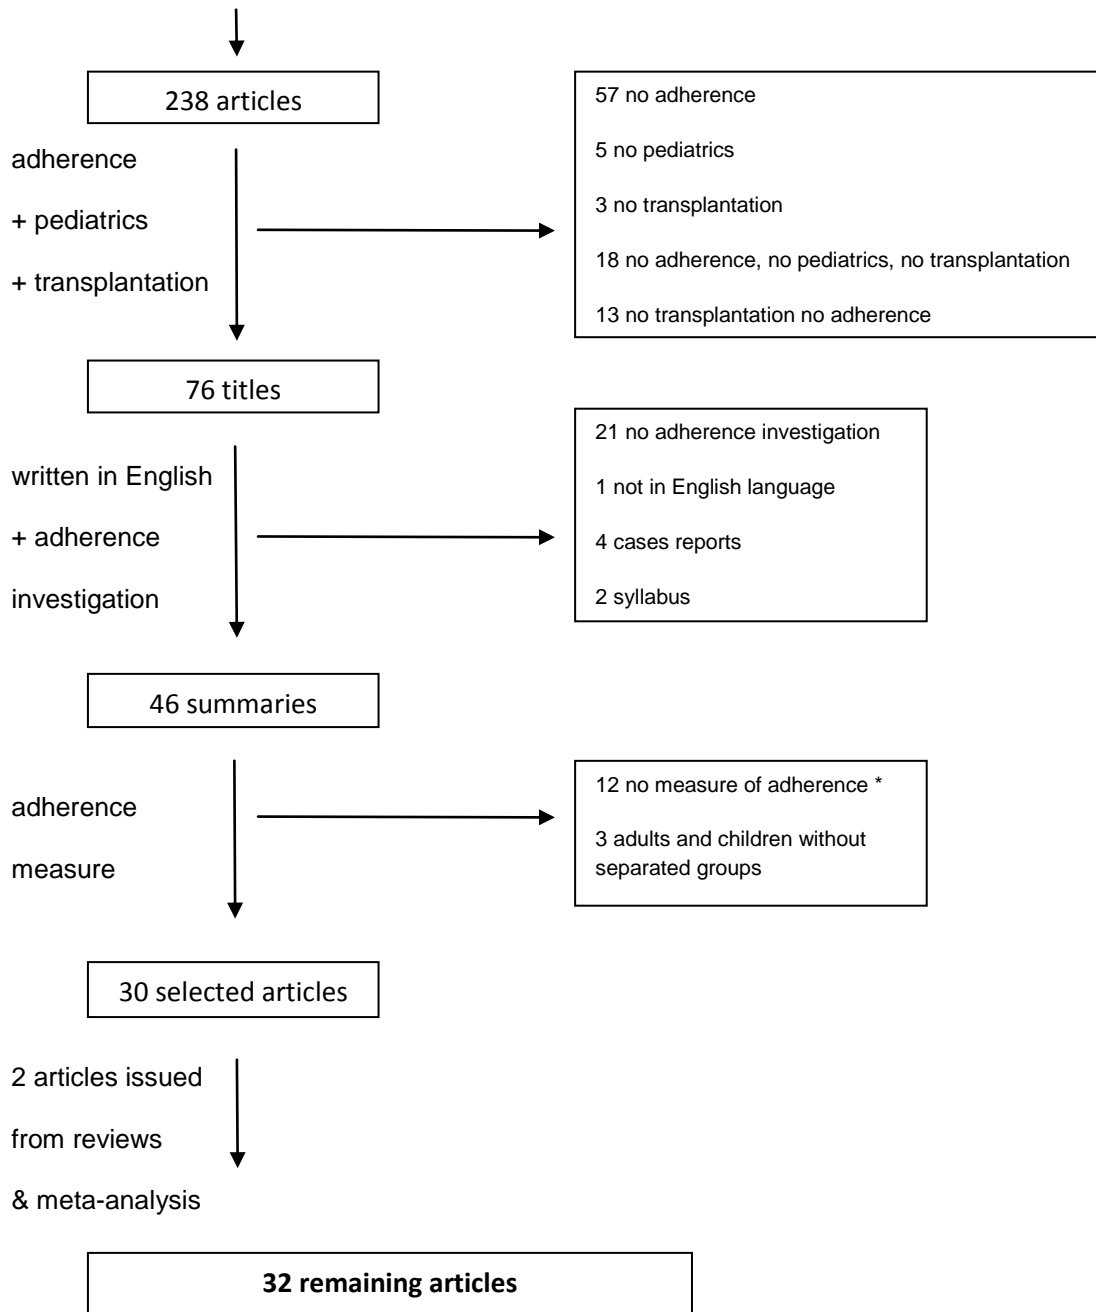 238 articles
57 no adherence
5 no pediatrics
3 no transplantation
18 no adherence, no pediatrics, no transplantation
13 no transplantation no adherence
adherence
+ pediatrics
+ transplantation
76 titles
21 no adherence investigation
1 not in English language
4 cases reports
2 syllabus
written in English
+ adherence
investigation
46 summaries
12 no measure of adherence *
3 adults and children without
separated groups
adherence
measure
30 selected articles
2 articles issued
from reviews
& meta-analysis
32 remaining articles